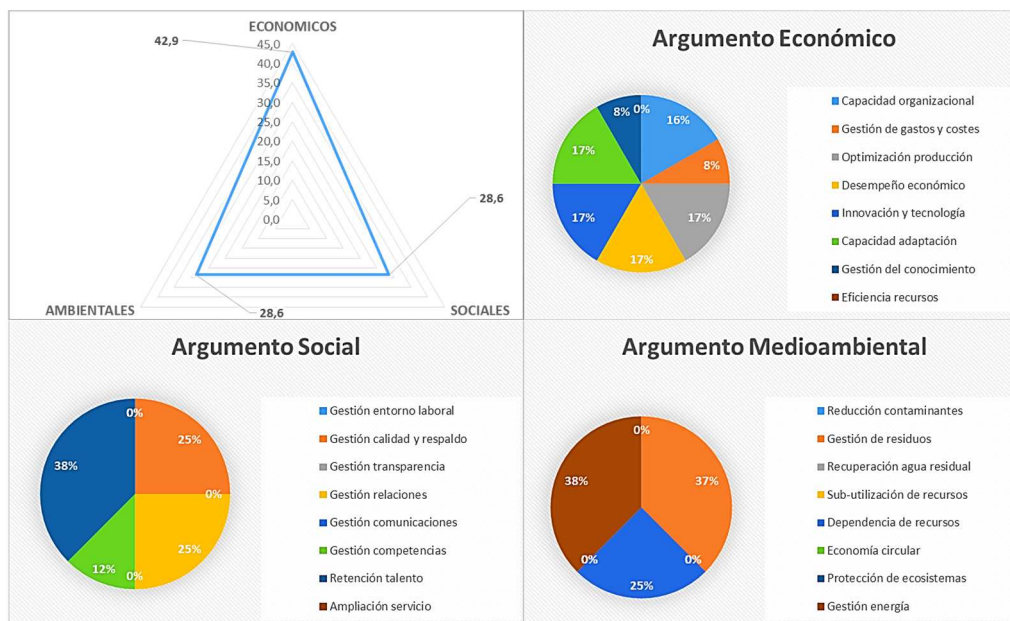 ECONOMICOS
42,9
45,0
40,0
35,0
30,0
25,0
20,0
15,0
10,0
5,0
0,0
28,6
AMBIENTALES
28,6
SOCIALES
Argumento Económico
8%
0%
16%
17%
8%
17%
17%
17%
Capacidad organizacional
Gestión de gastos y costes
Optimización producción
Desempeño económico
Innovación y tecnología
Capacidad adaptación
Gestión del conocimiento
Eficiencia recursos
Argumento Social
0%
25%
38%
0%
25%
12%
0%
Gestión entorno laboral
Gestión calidad y respaldo
Gestión transparencia
Gestión relaciones
Gestión comunicaciones
Gestión competencias
Retención talento
Ampliación servicio
Argumento Medioambiental
0%
38%
37%
0%
0%
25%
Reducción contaminantes
Gestión de residuos
Recuperación agua residual
Sub-utilización de recursos
Dependencia de recursos
Economía circular
Protección de ecosistemas
Gestión energía